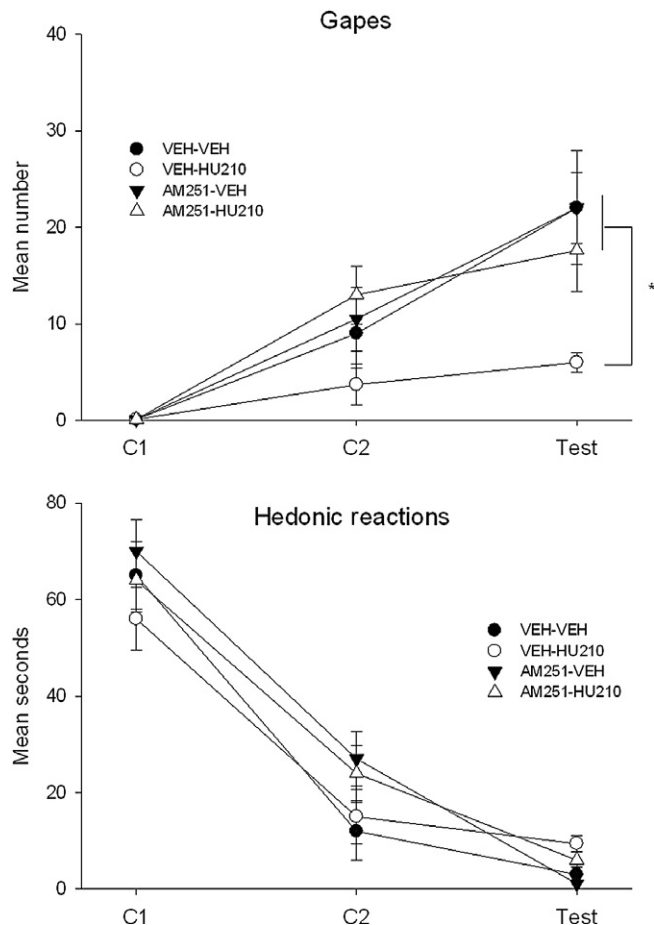 Gapes
40
30
20
10
0
Mean number
VEH-VEH
VEH-HU210
AM251-VEH
AM251-HU210
*
C1
C2
Test
Hedonic reactions
80
60
40
20
0
Mean seconds
VEH-VEH
VEH-HU210
AM251-VEH
AM251-HU210
C1
C2
Test